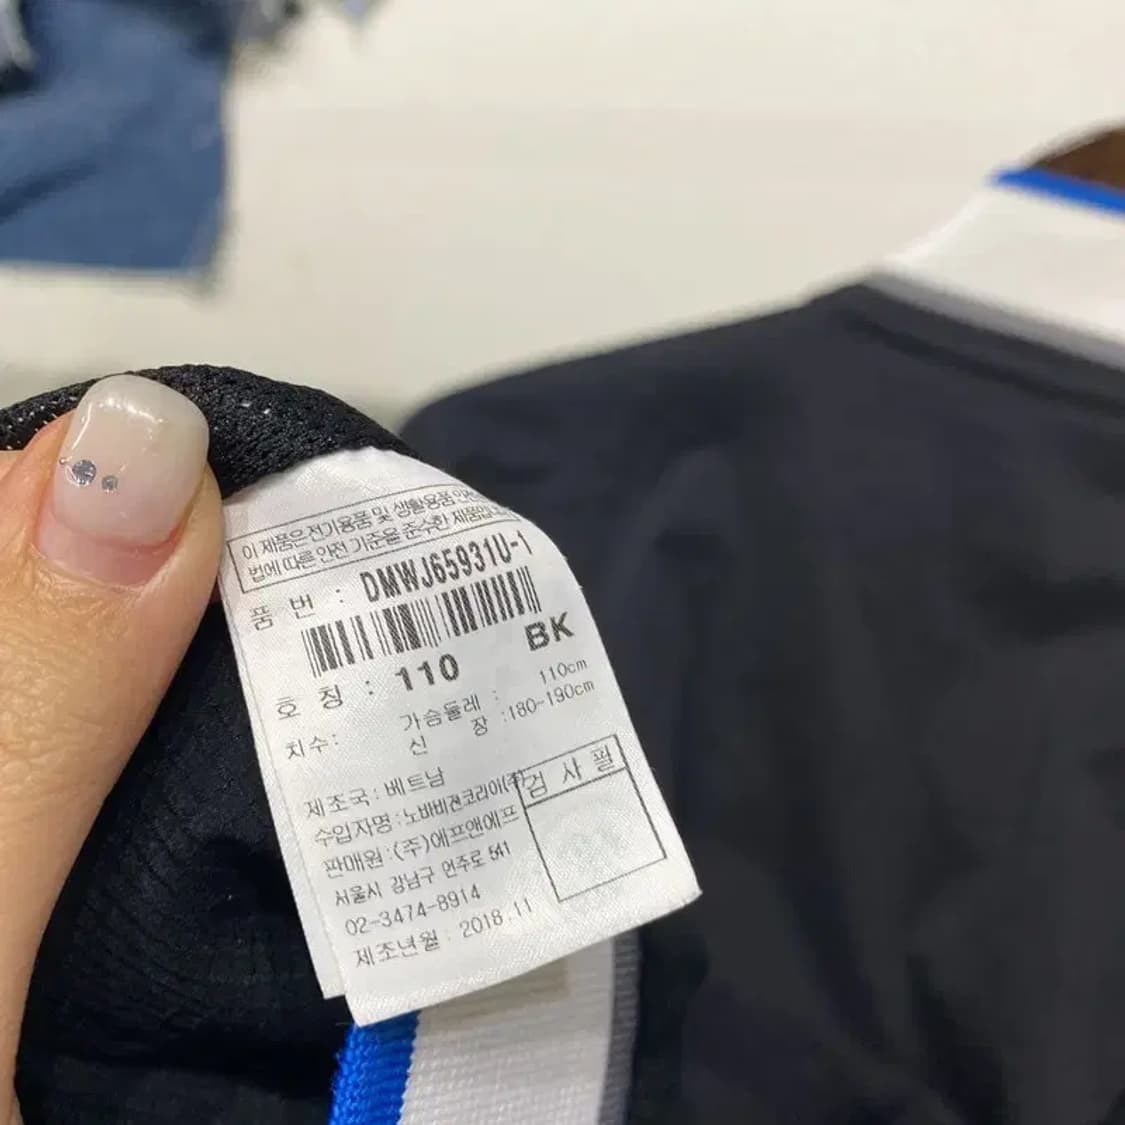 이 제품은 전기용품 및 생활용품 안전
법에 따른 안전 기준을 준수한 제품입니다
품 번 : DMWJ65931U-1
BK
호 칭 : 110
치수: 가슴둘레 : 110cm
신 장 :180-190cm
제조국: 베트남
수입자명:노바비젼코리아(주)
판매원:(주)에프앤에프
서울시 강남구 언주로 541
02-3474-8914
제조년월 : 2018.11
검 사 필